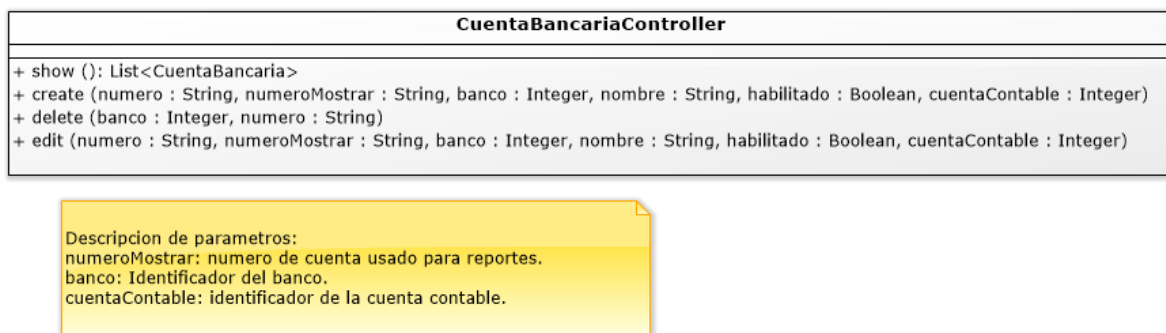 CuentaBancariaController
+ show (): List<CuentaBancaria>
+ create (numero : String, numeroMostrar : String, banco : Integer, nombre : String, habilitado : Boolean, cuentaContable : Integer)
+ delete (banco : Integer, numero : String)
+ edit (numero : String, numeroMostrar : String, banco : Integer, nombre : String, habilitado : Boolean, cuentaContable : Integer)
Descripcion de parametros:
numeroMostrar: numero de cuenta usado para reportes.
banco: Identificador del banco.
cuentaContable: identificador de la cuenta contable.